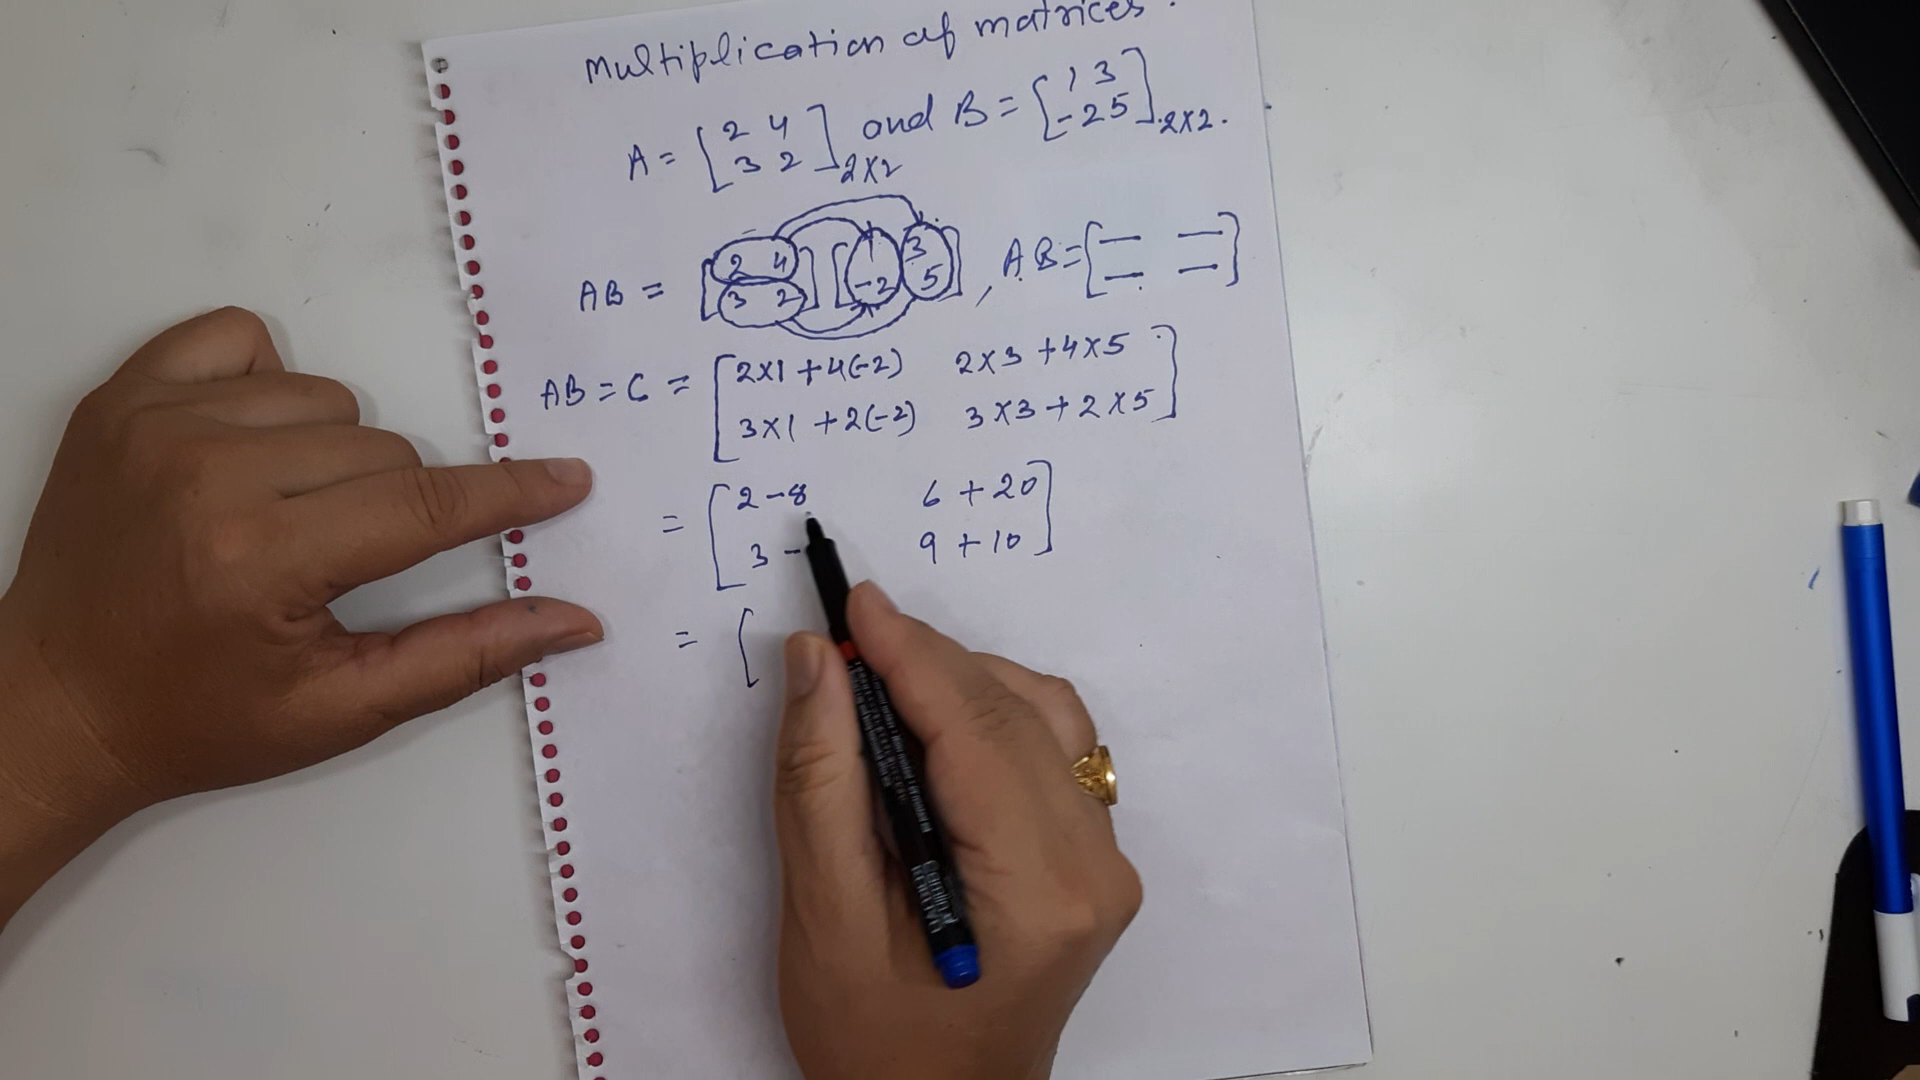 Multiplication of matrices.
A = [2 4 and B = [1 3
3 2]2x2 -2 5].2x2.
AB = [2 4 [1 3 , AB = [— —
3 2] -2 5] — —]
AB = C = [2x1 +4(-2) 2x3 +4x5
3x1 +2(-2) 3x3+2x5]
= [2-8 6 +20
3 - 9 +10]
= [